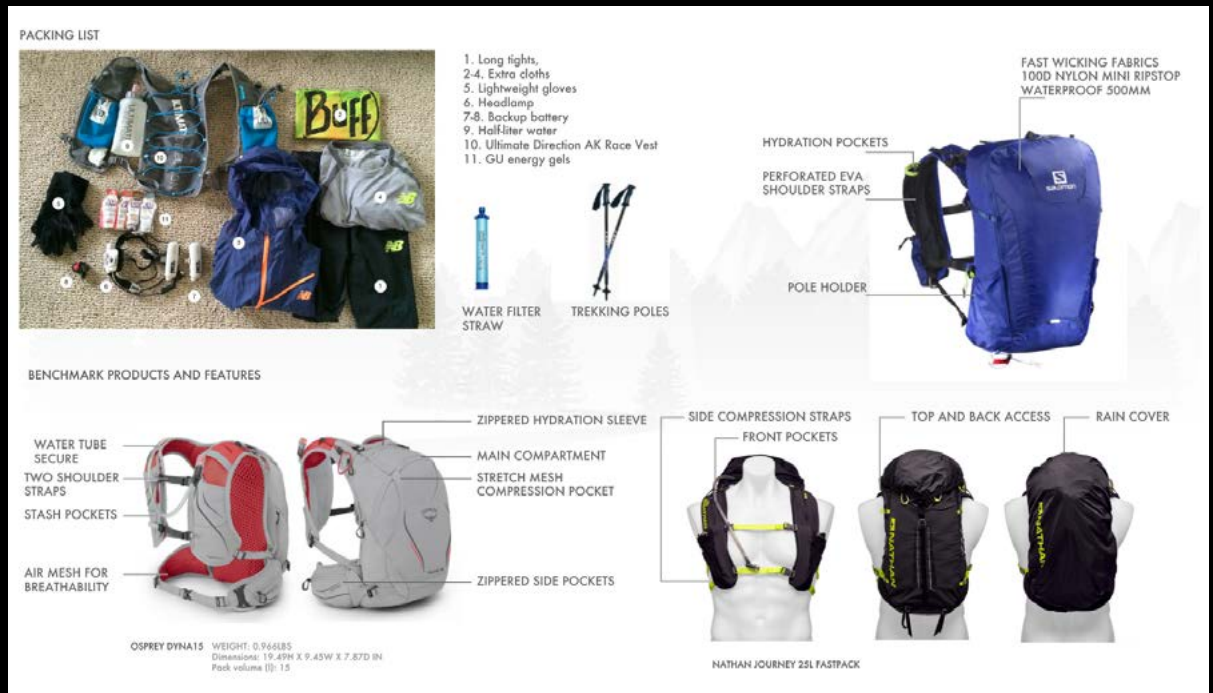 PACKING LIST
1. Long tights,
2-4. Extra cloths
5. Lightweight gloves
6. Headlamp
7-8. Backup battery
9. Half-liter water
10. Ultimate Direction AK Race Vest
11. GU energy gels
Buff
WATER FILTER
STRAW
TREKKING POLES
FAST WICKING FABRICS
100D NYLON MINI RIPSTOP
WATERPROOF 500MM
HYDRATION POCKETS
PERFORATED EVA
SHOULDER STRAPS
POLE HOLDER
salomon
BENCHMARK PRODUCTS AND FEATURES
WATER TUBE
SECURE
TWO SHOULDER
STRAPS
STASH POCKETS
AIR MESH FOR
BREATHABILITY
ZIPPERED HYDRATION SLEEVE
MAIN COMPARTMENT
STRETCH MESH
COMPRESSION POCKET
ZIPPERED SIDE POCKETS
OSPREY DYNA15 WEIGHT: 0.966LBS
Dimensions: 19.49H X 9.45W X 7.87D IN
Pack volume (l): 15
SIDE COMPRESSION STRAPS
FRONT POCKETS
TOP AND BACK ACCESS
RAIN COVER
NATHAN
NATHAN
NATHAN JOURNEY 25L FASTPACK